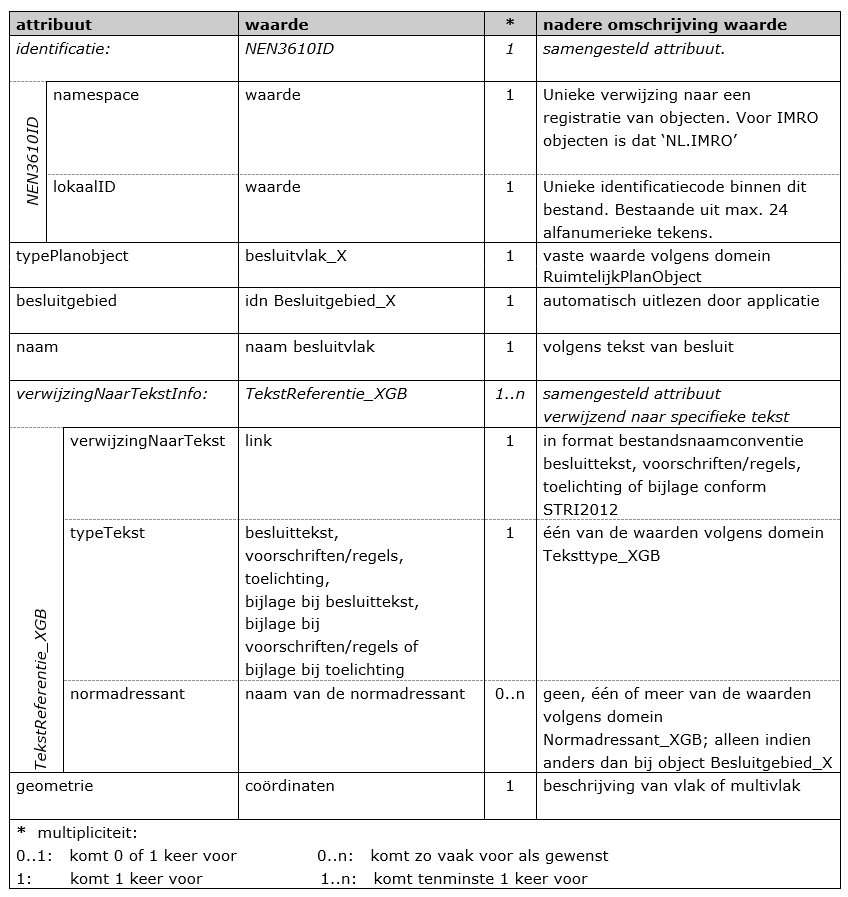 attribuut waarde * nadere omschrijving waarde
identificatie: NEN3610ID 1 samengesteld attribuut.
NEN3610ID
namespace waarde 1 Unieke verwijzing naar een
registratie van objecten. Voor IMRO
objecten is dat ‘NL.IMRO’
lokaalID waarde 1 Unieke identificatiecode binnen dit
bestand. Bestaande uit max. 24
alfanumerieke tekens.
typePlanobject besluitvlak_X 1 vaste waarde volgens domein
RuimtelijkPlanObject
besluitgebied idn Besluitgebied_X 1 automatisch uitlezen door applicatie
naam naam besluitvlak 1 volgens tekst van besluit
verwijzingNaarTekstInfo: TekstReferentie_XGB 1..n samengesteld attribuut
verwijzend naar specifieke tekst
TekstReferentie_XGB
verwijzingNaarTekst link 1 in format bestandsnaamconventie
besluittekst, voorschriften/regels,
toelichting of bijlage conform
STRI2012
typeTekst besluittekst, 1 één van de waarden volgens domein
voorschriften/regels, Teksttype_XGB
toelichting,
bijlage bij besluittekst,
bijlage bij
voorschriften/regels of
bijlage bij toelichting
normadressant naam van de normadressant 0..n geen, één of meer van de waarden
volgens domein
Normadressant_XGB; alleen indien
anders dan bij object Besluitgebied_X
geometrie coördinaten 1 beschrijving van vlak of multivlak
* multipliciteit:
0..1: komt 0 of 1 keer voor 0..n: komt zo vaak voor als gewenst
1: komt 1 keer voor 1..n: komt tenminste 1 keer voor